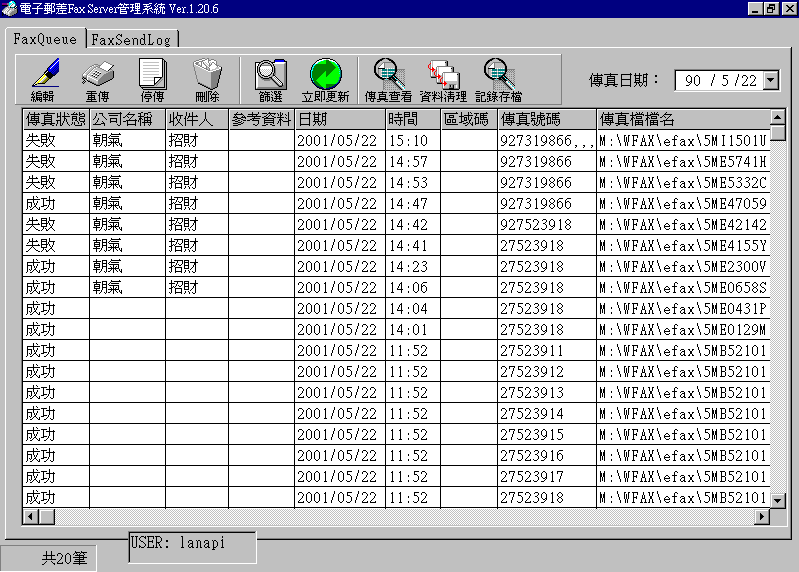 電子郵差Fax Server管理系統 Ver.1.20.6
FaxQueue FaxSendLog
編輯 重傳 停傳 刪除 篩選 立即更新 傳真查看 資料清理 記錄存檔 傳真日期： 90 / 5 /22
傳真狀態 公司名稱 收件人 參考資料 日期 時間 區域碼 傳真號碼 傳真檔檔名
失敗 朝氣 招財 2001/05/22 15:10 927319866,,, M:\WFAX\efax\5MI1501U
失敗 朝氣 招財 2001/05/22 14:57 927319866 M:\WFAX\efax\5ME5741H
失敗 朝氣 招財 2001/05/22 14:53 927319866 M:\WFAX\efax\5ME5332C
成功 朝氣 招財 2001/05/22 14:47 927319866 M:\WFAX\efax\5ME47059
失敗 朝氣 招財 2001/05/22 14:42 927523918 M:\WFAX\efax\5ME42142
失敗 朝氣 招財 2001/05/22 14:41 27523918 M:\WFAX\efax\5ME4155Y
成功 朝氣 招財 2001/05/22 14:23 27523918 M:\WFAX\efax\5ME2300V
成功 朝氣 招財 2001/05/22 14:06 27523918 M:\WFAX\efax\5ME0658S
成功 2001/05/22 14:04 27523918 M:\WFAX\efax\5ME0431P
成功 2001/05/22 14:01 27523918 M:\WFAX\efax\5ME0129M
成功 2001/05/22 11:52 27523911 M:\WFAX\efax\5MB52101
成功 2001/05/22 11:52 27523912 M:\WFAX\efax\5MB52101
成功 2001/05/22 11:52 27523913 M:\WFAX\efax\5MB52101
成功 2001/05/22 11:52 27523914 M:\WFAX\efax\5MB52101
成功 2001/05/22 11:52 27523915 M:\WFAX\efax\5MB52101
成功 2001/05/22 11:52 27523916 M:\WFAX\efax\5MB52101
成功 2001/05/22 11:52 27523917 M:\WFAX\efax\5MB52101
成功 2001/05/22 11:52 27523918 M:\WFAX\efax\5MB52101
共20筆 USER: lanapi